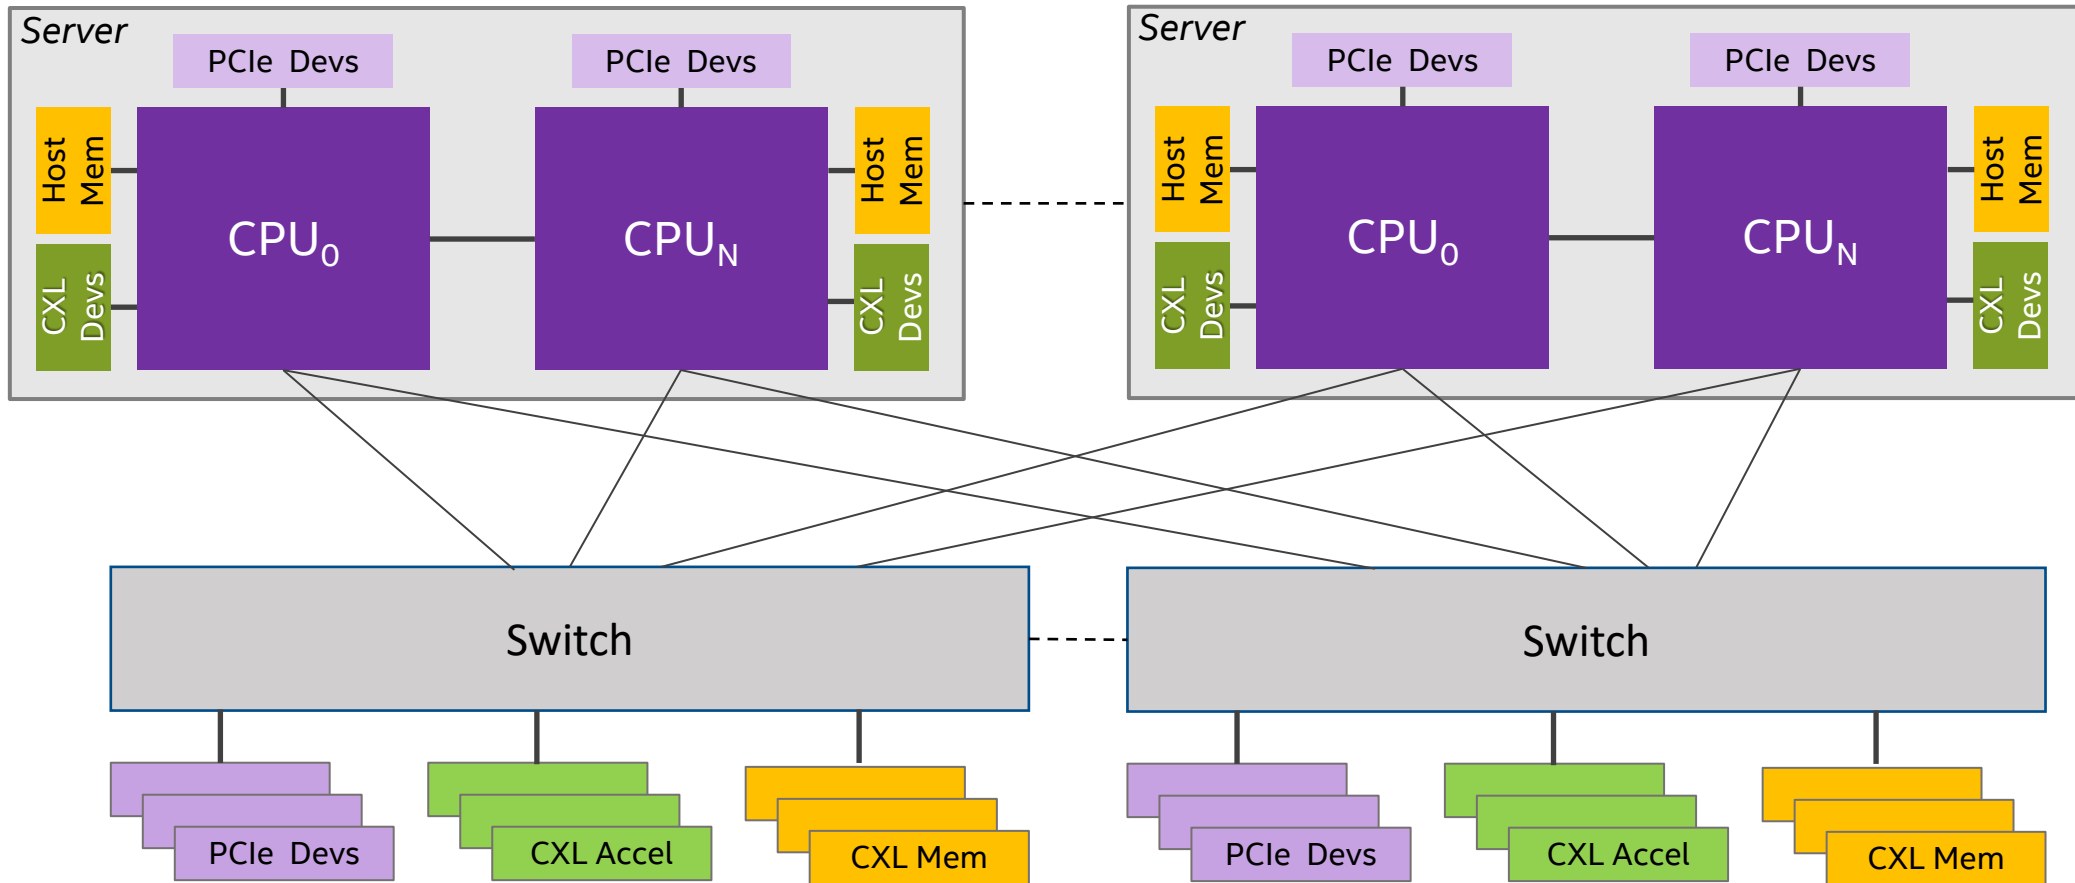 Server
PCIe Devs
PCIe Devs
Host
Mem
CXL
Devs
CPU0
CPUN
Host
Mem
CXL
Devs
Server
PCIe Devs
PCIe Devs
Host
Mem
CXL
Devs
CPU0
CPUN
Host
Mem
CXL
Devs
Switch
Switch
PCIe Devs
CXL Accel
CXL Mem
PCIe Devs
CXL Accel
CXL Mem